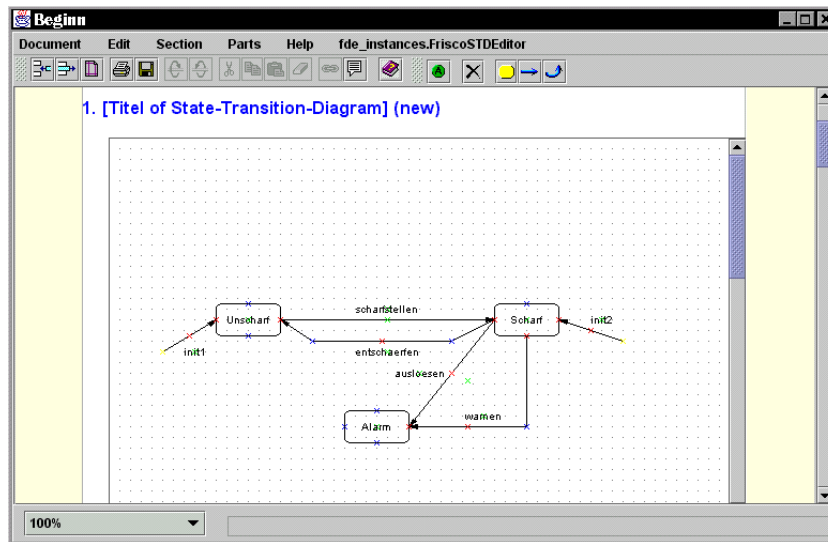 Beginn
Document Edit Section Parts Help fde_instances.FriscoSTDEditor
A
1. [Titel of State-Transition-Diagram] (new)
scharfstellen
Unscharf Scharf init2
init1 entschaerfen
ausloesen
warnen
Alarm
100%